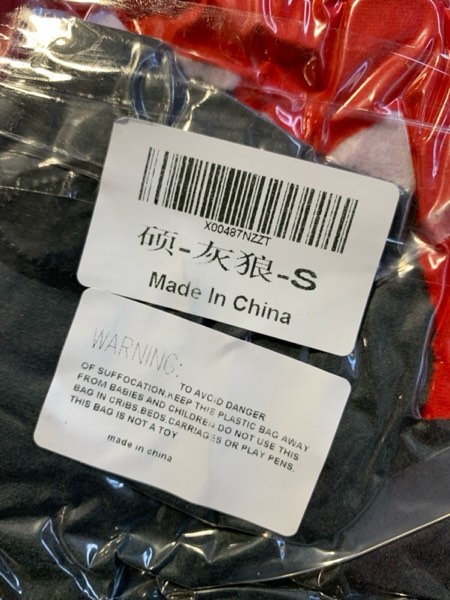 X00487NZZT
硕-灰狼-S
Made In China
WARNING:
TO AVOID DANGER
OF SUFFOCATION,KEEP THIS PLASTIC BAG AWAY
FROM BABIES AND CHILDREN DO NOT USE THIS
BAG IN CRIBS BEDS CARRIAGES OR PLAY PENS.
THIS BAG IS NOT A TOY
made in china